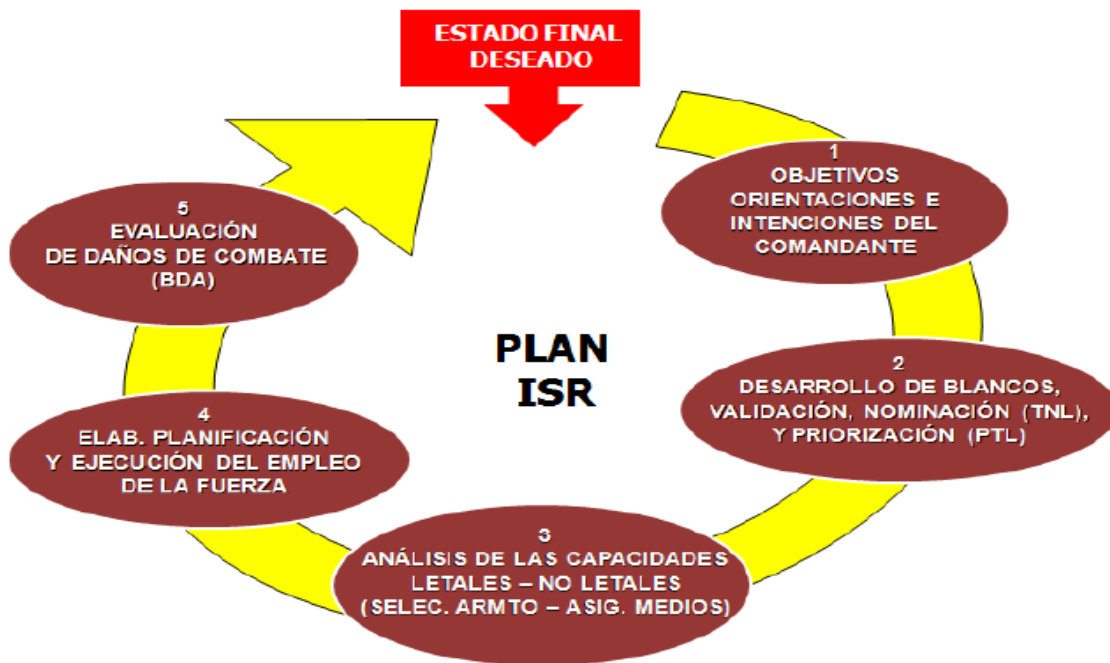 ESTADO FINAL
DESEADO
1
OBJETIVOS
ORIENTACIONES E
INTENCIONES DEL
COMANDANTE
2
DESARROLLO DE BLANCOS,
VALIDACIÓN, NOMINACIÓN (TNL),
Y PRIORIZACIÓN (PTL)
3
ANÁLISIS DE LAS CAPACIDADES
LETALES – NO LETALES
(SELEC. ARMTO – ASIG. MEDIOS)
4
ELAB. PLANIFICACIÓN
Y EJECUCIÓN DEL EMPLEO
DE LA FUERZA
5
EVALUACIÓN
DE DAÑOS DE COMBATE
(BDA)
PLAN
ISR